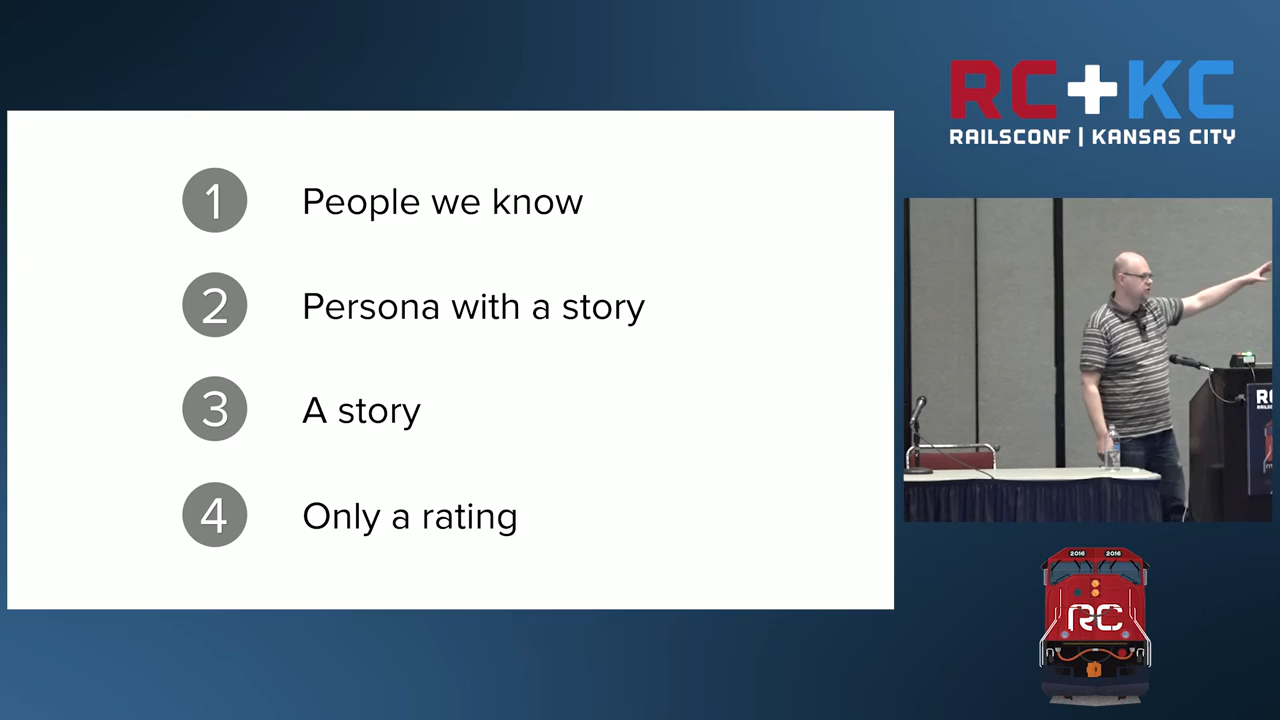 RC+KC
RAILSCONF | KANSAS CITY
1 People we know
2 Persona with a story
3 A story
4 Only a rating
2016 2016
RC